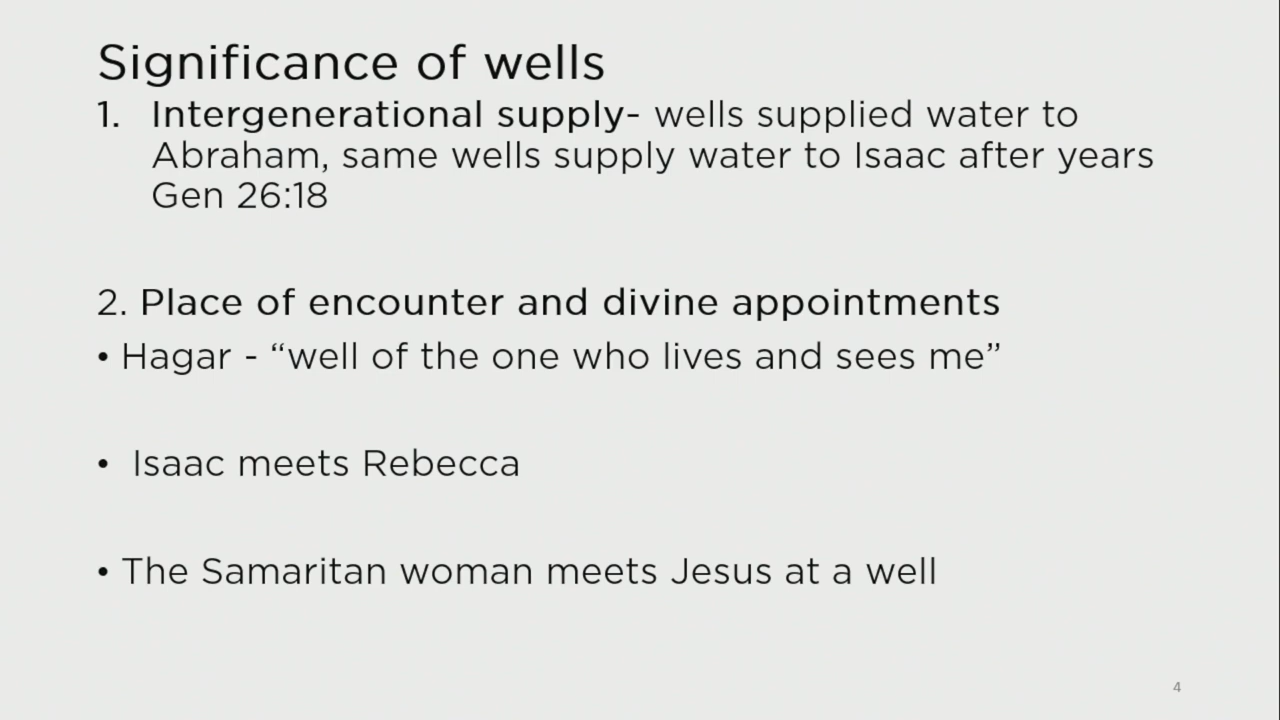 Significance of wells
1. Intergenerational supply- wells supplied water to
Abraham, same wells supply water to Isaac after years
Gen 26:18
2. Place of encounter and divine appointments
• Hagar - “well of the one who lives and sees me”
• Isaac meets Rebecca
• The Samaritan woman meets Jesus at a well
4